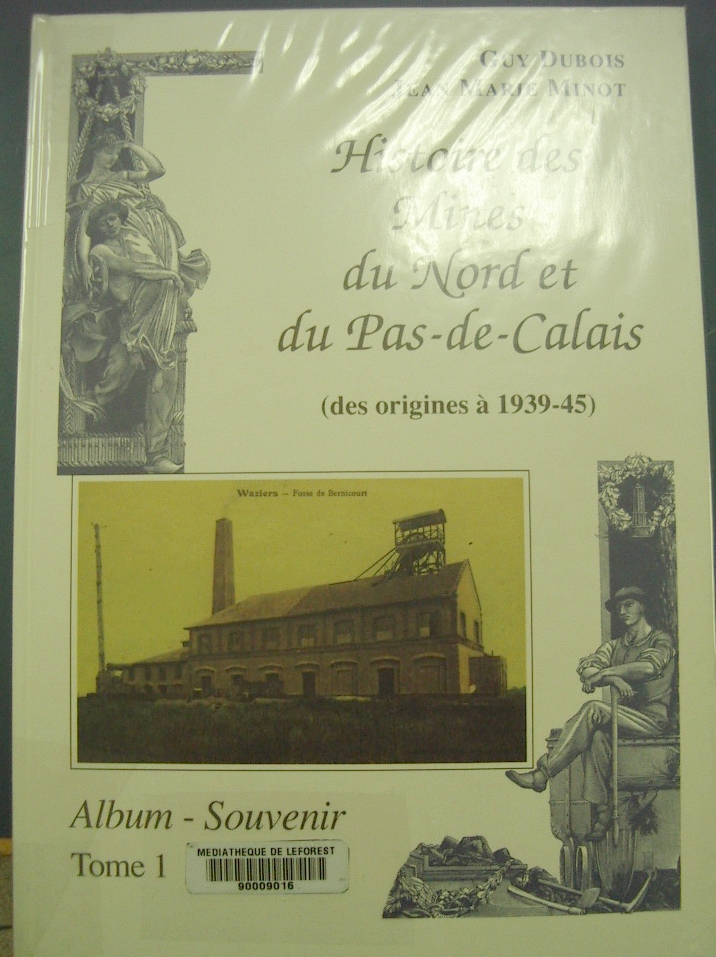 GUY DUBOIS
JEAN MARIE MINOT
Histoire des
Mines
du Nord et
du Pas-de-Calais
(des origines à 1939-45)
Waziers - Fosse de Bernicourt
Album - Souvenir
Tome 1
MEDIATHEQUE DE LEFOREST
90009016